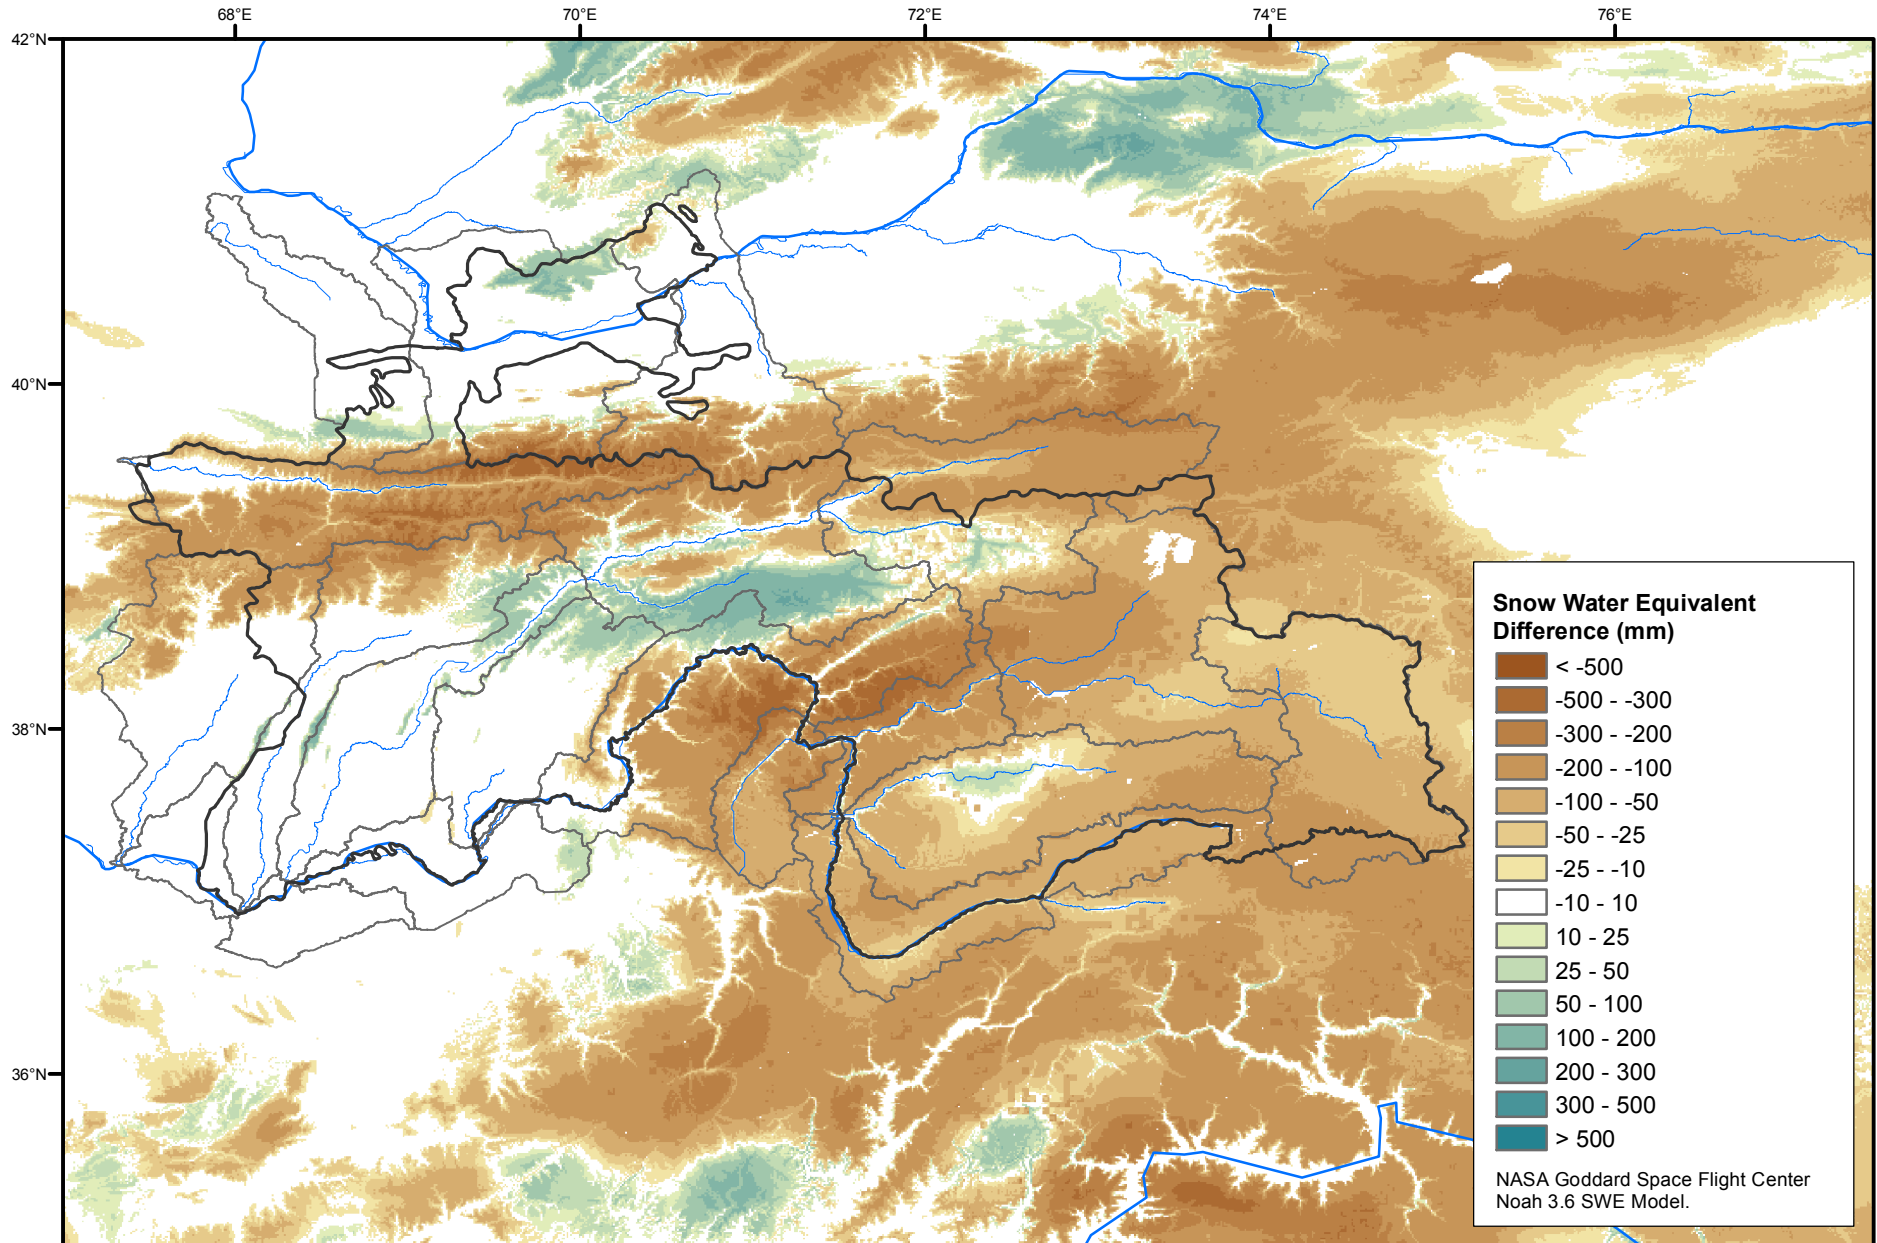 68°E 70°E 72°E 74°E 76°E
42°N
40°N
38°N
36°N
Snow Water Equivalent
Difference (mm)
< -500
-500 - -300
-300 - -200
-200 - -100
-100 - -50
-50 - -25
-25 - -10
-10 - 10
10 - 25
25 - 50
50 - 100
100 - 200
200 - 300
300 - 500
> 500
NASA Goddard Space Flight Center
Noah 3.6 SWE Model.